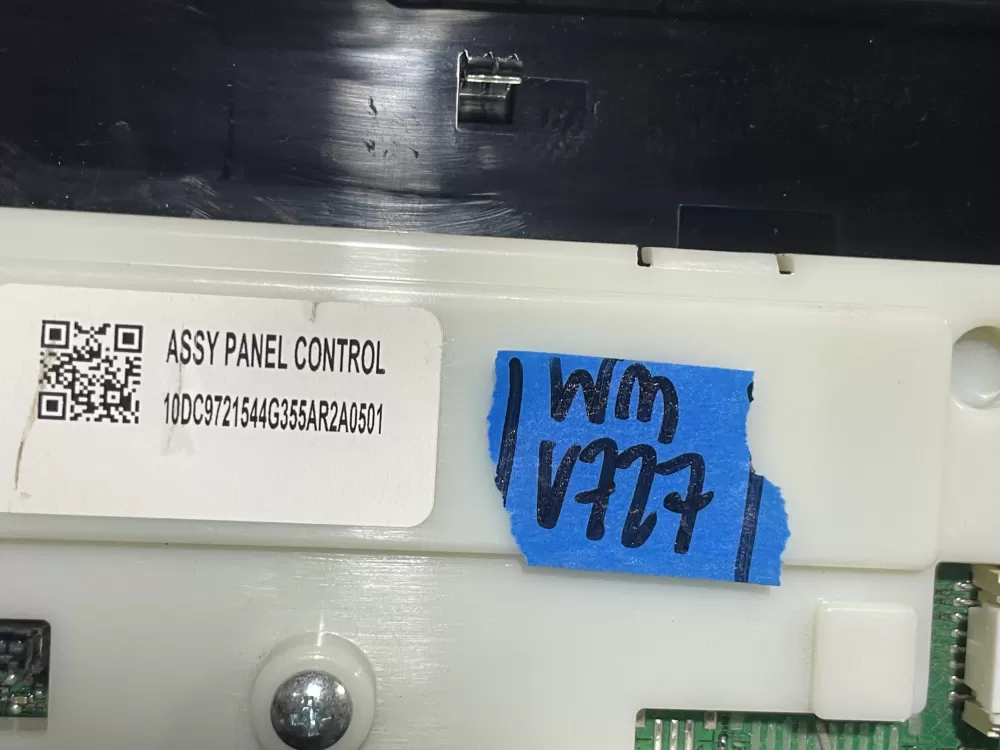 ASSY PANEL CONTROL
10DC9721544G355AR2A0501
WM
V727